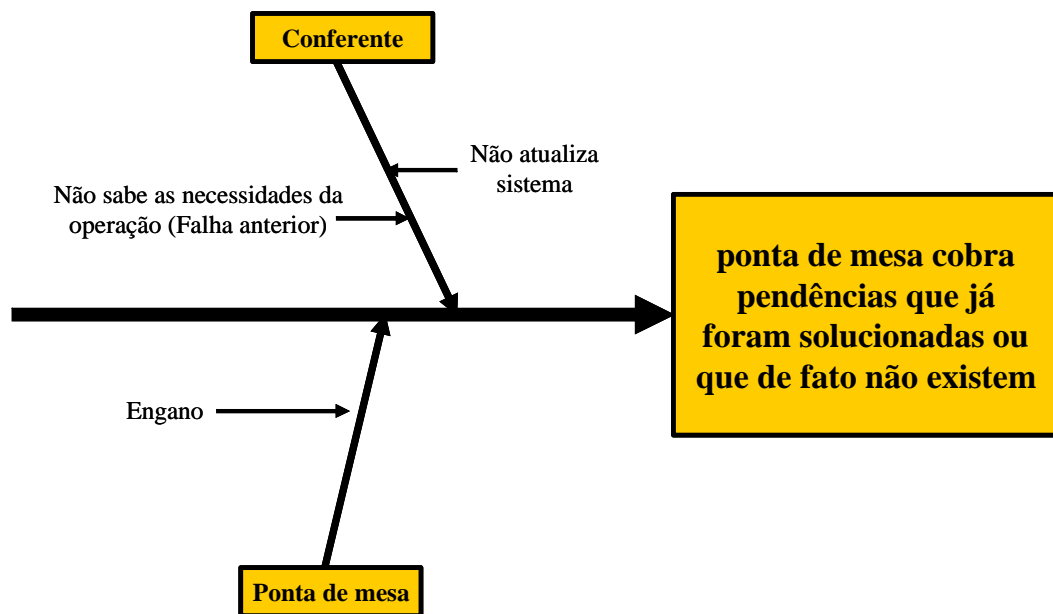 Conferente
Não atualiza
sistema
Não sabe as necessidades da
operação (Falha anterior)
ponta de mesa cobra
pendências que já
foram solucionadas ou
que de fato não existem
Engano
Ponta de mesa